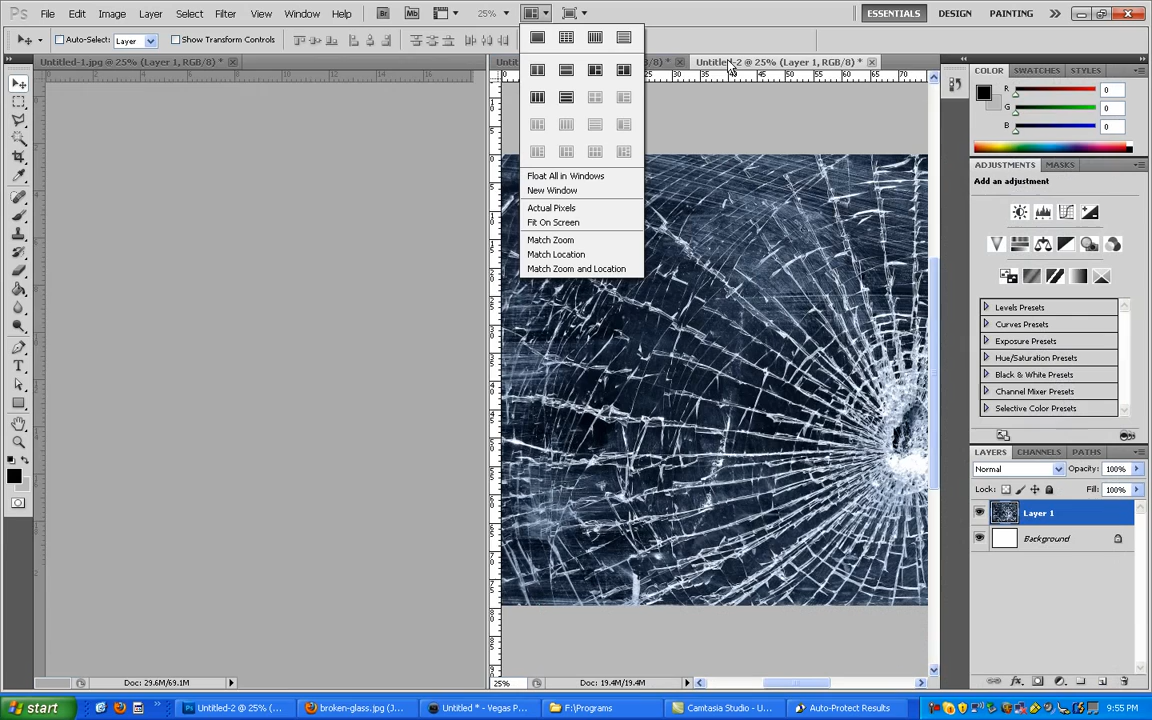 Ps File Edit Image Layer Select Filter View Window Help Br Mb 25% ESSENTIALS DESIGN PAINTING
Auto-Select: Layer Show Transform Controls
Untitled-1.jpg @ 25% (Layer 1, RGB/8) * Untitled-2 @ 25% (Layer 1, RGB/8) *
Float All in Windows
New Window
Actual Pixels
Fit On Screen
Match Zoom
Match Location
Match Zoom and Location
COLOR SWATCHES STYLES
R 0
G 0
B 0
ADJUSTMENTS MASKS
Add an adjustment
Levels Presets
Curves Presets
Exposure Presets
Hue/Saturation Presets
Black & White Presets
Channel Mixer Presets
Selective Color Presets
LAYERS CHANNELS PATHS
Normal Opacity: 100%
Lock: Fill: 100%
Layer 1
Background
Doc: 29.6M/69.1M 25% Doc: 19.4M/19.4M
start Untitled-2 @ 25% (... broken-glass.jpg (J... Untitled * - Vegas P... F:\Programs Camtasia Studio - U... Auto-Protect Results 9:55 PM